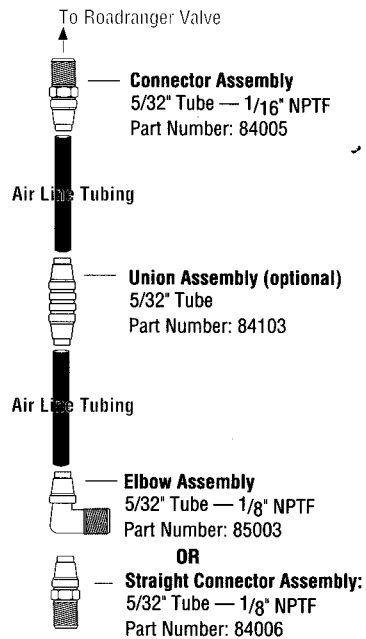 To Roadranger Valve
Connector Assembly
5/32" Tube — 1/16" NPTF
Part Number: 84005
Air Line Tubing
Union Assembly (optional)
5/32" Tube
Part Number: 84103
Air Line Tubing
Elbow Assembly
5/32" Tube — 1/8" NPTF
Part Number: 85003
OR
Straight Connector Assembly:
5/32" Tube — 1/8" NPTF
Part Number: 84006